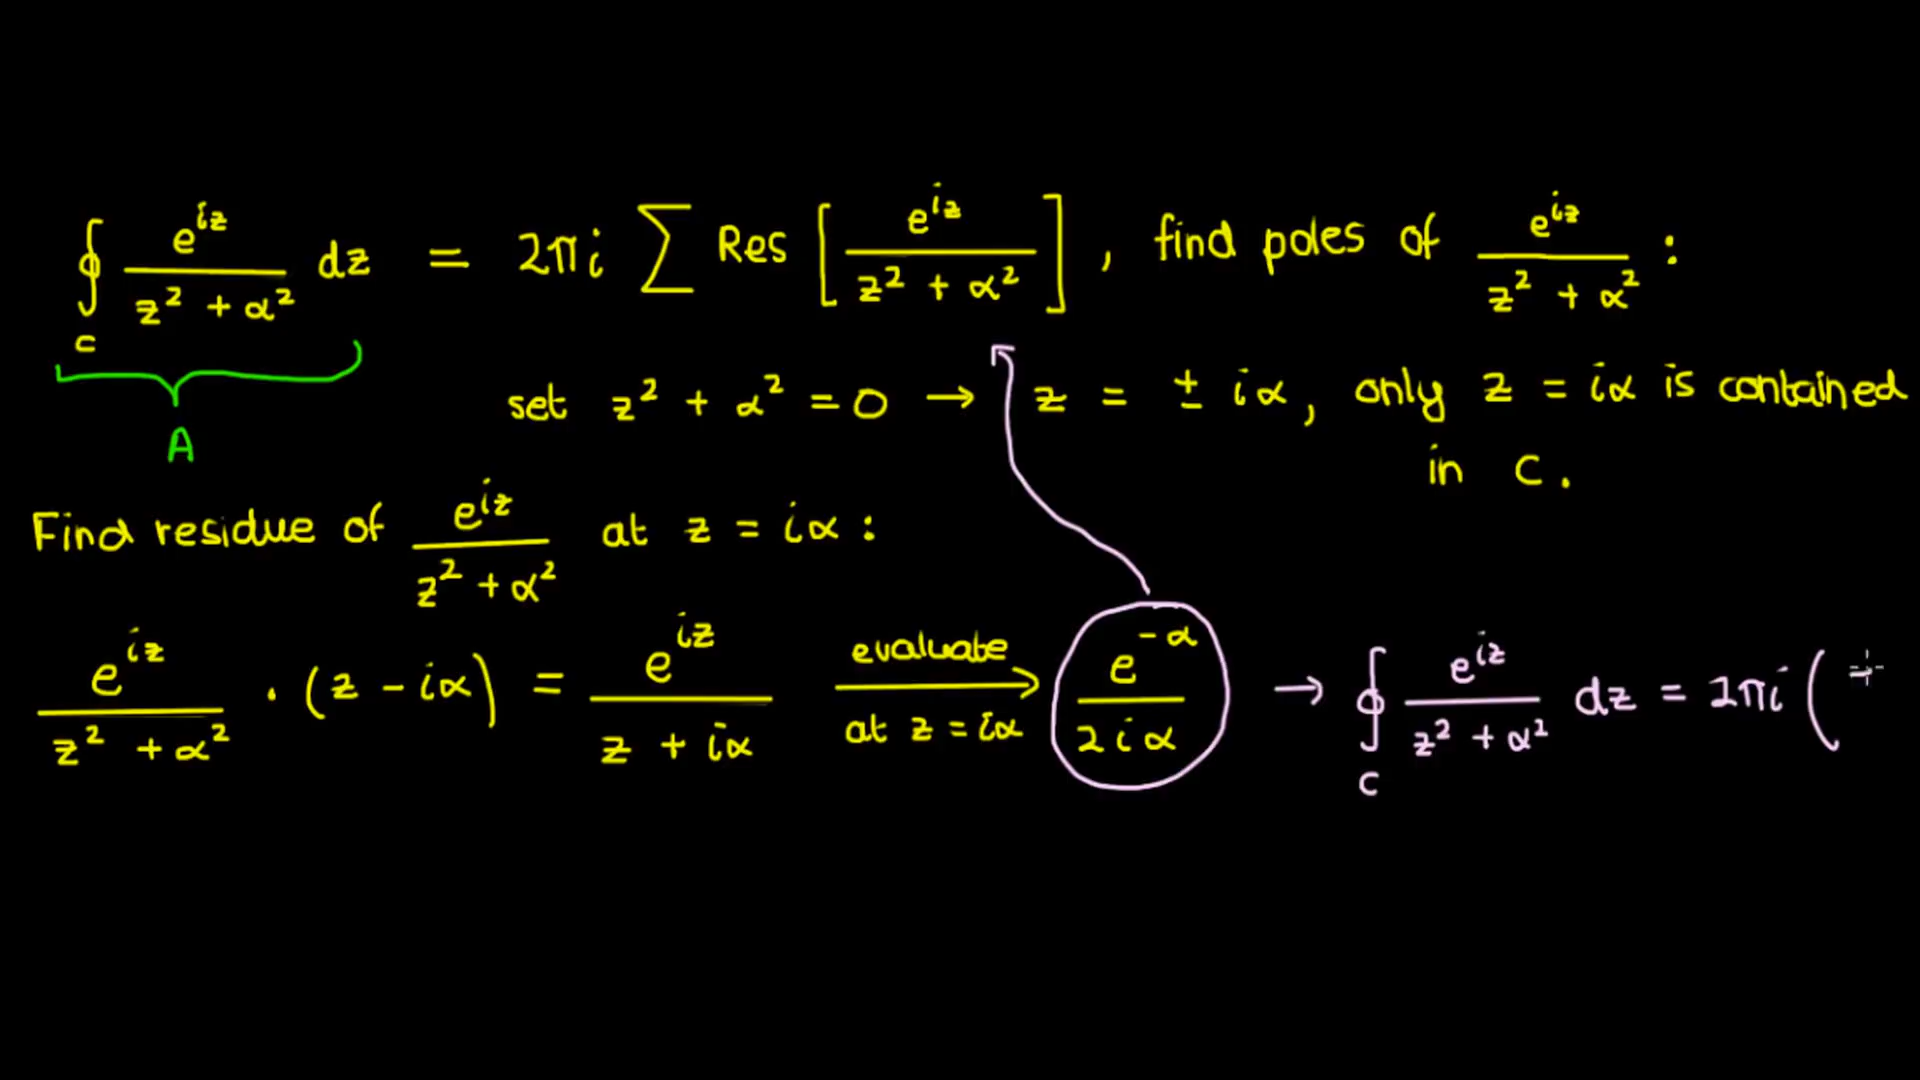 ∮_C e^{iz}/(z² + α²) dz = 2πi ∑ Res [ e^{iz}/(z² + α²) ] , find poles of e^{iz}/(z² + α²) :
A
set z² + α² = 0 → z = ± iα, only z = iα is contained
in C.
Find residue of e^{iz}/(z² + α²) at z = iα :
e^{iz}/(z² + α²) · (z - iα) = e^{iz}/(z + iα) evaluate at z = iα → e^{-α}/(2iα) → ∮_C e^{iz}/(z² + α²) dz = 2πi (